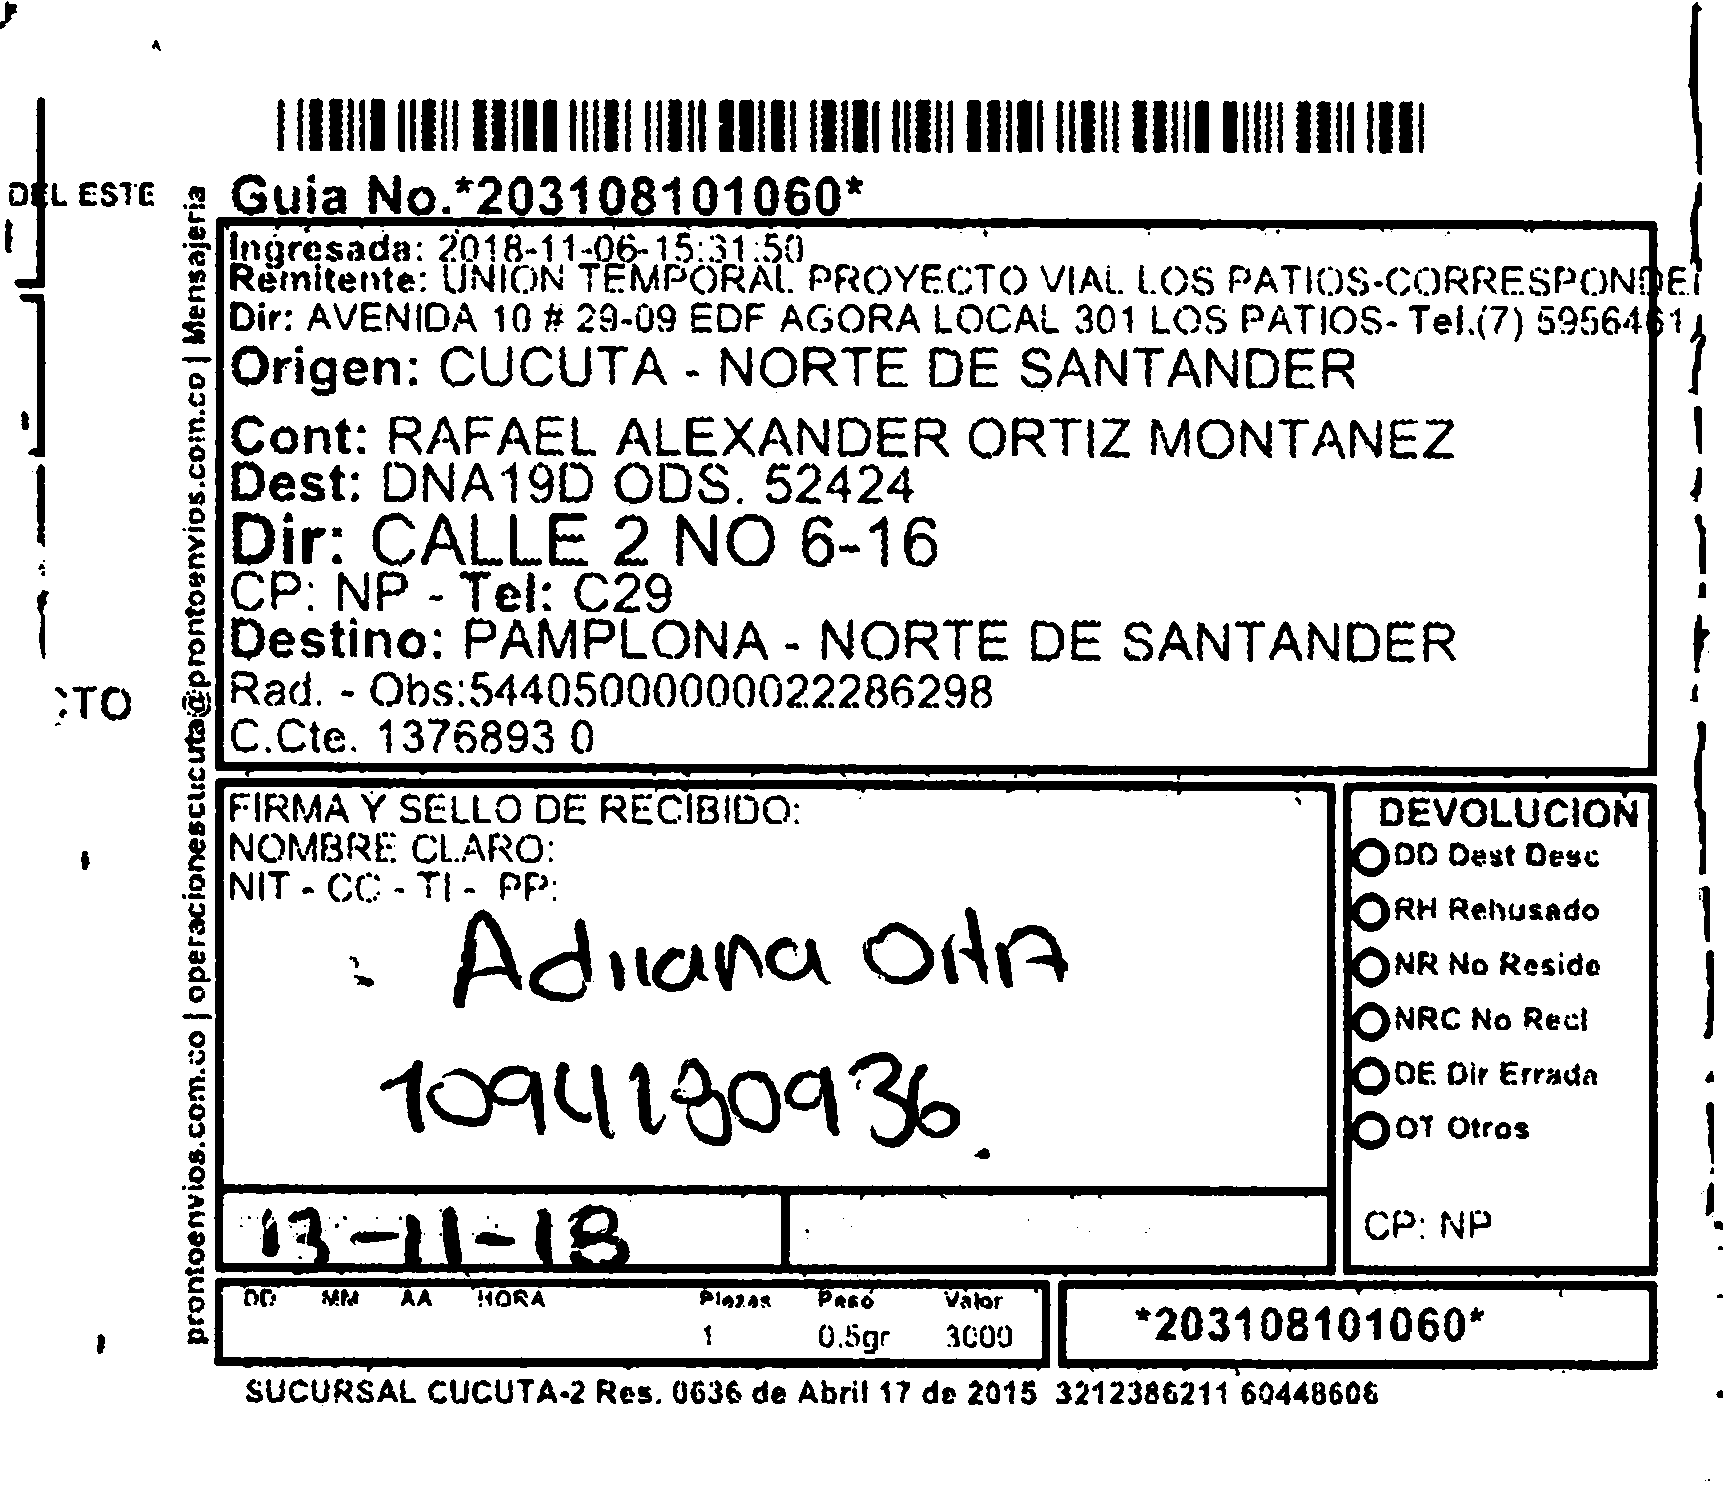 DEL ESTE
Guia No.*203108101060*
Ingresada: 2018-11-06-15:31:50
Remitente: UNION TEMPORAL PROYECTO VIAL LOS PATIOS-CORRESPONDEI
Dir: AVENIDA 10 # 29-09 EDF AGORA LOCAL 301 LOS PATIOS- Tel.(7) 5956461
Origen: CUCUTA - NORTE DE SANTANDER
Cont: RAFAEL ALEXANDER ORTIZ MONTANEZ
Dest: DNA19D ODS. 52424
Dir: CALLE 2 NO 6-16
CP: NP - Tel: C29
Destino: PAMPLONA - NORTE DE SANTANDER
CTO
Rad. - Obs:544050000000022286298
C.Cte. 1376893 0
prontoenvios.com.co | operacionescucuta@prontoenvios.com.co | Mensajeria
FIRMA Y SELLO DE RECIBIDO:
NOMBRE CLARO:
NIT - CC - TI - PP:
Adriana
1094130936.
13-11-18
DEVOLUCION
DD Dest Desc
RH Rehusado
NR No Reside
NRC No Recl
DE Dir Errada
OT Otros
CP: NP
DD MM AA HORA Piezas Peso Valor
1 0.5gr 3000
*203108101060*
SUCURSAL CUCUTA-2 Res. 0636 de Abril 17 de 2015 3212386211 60448606